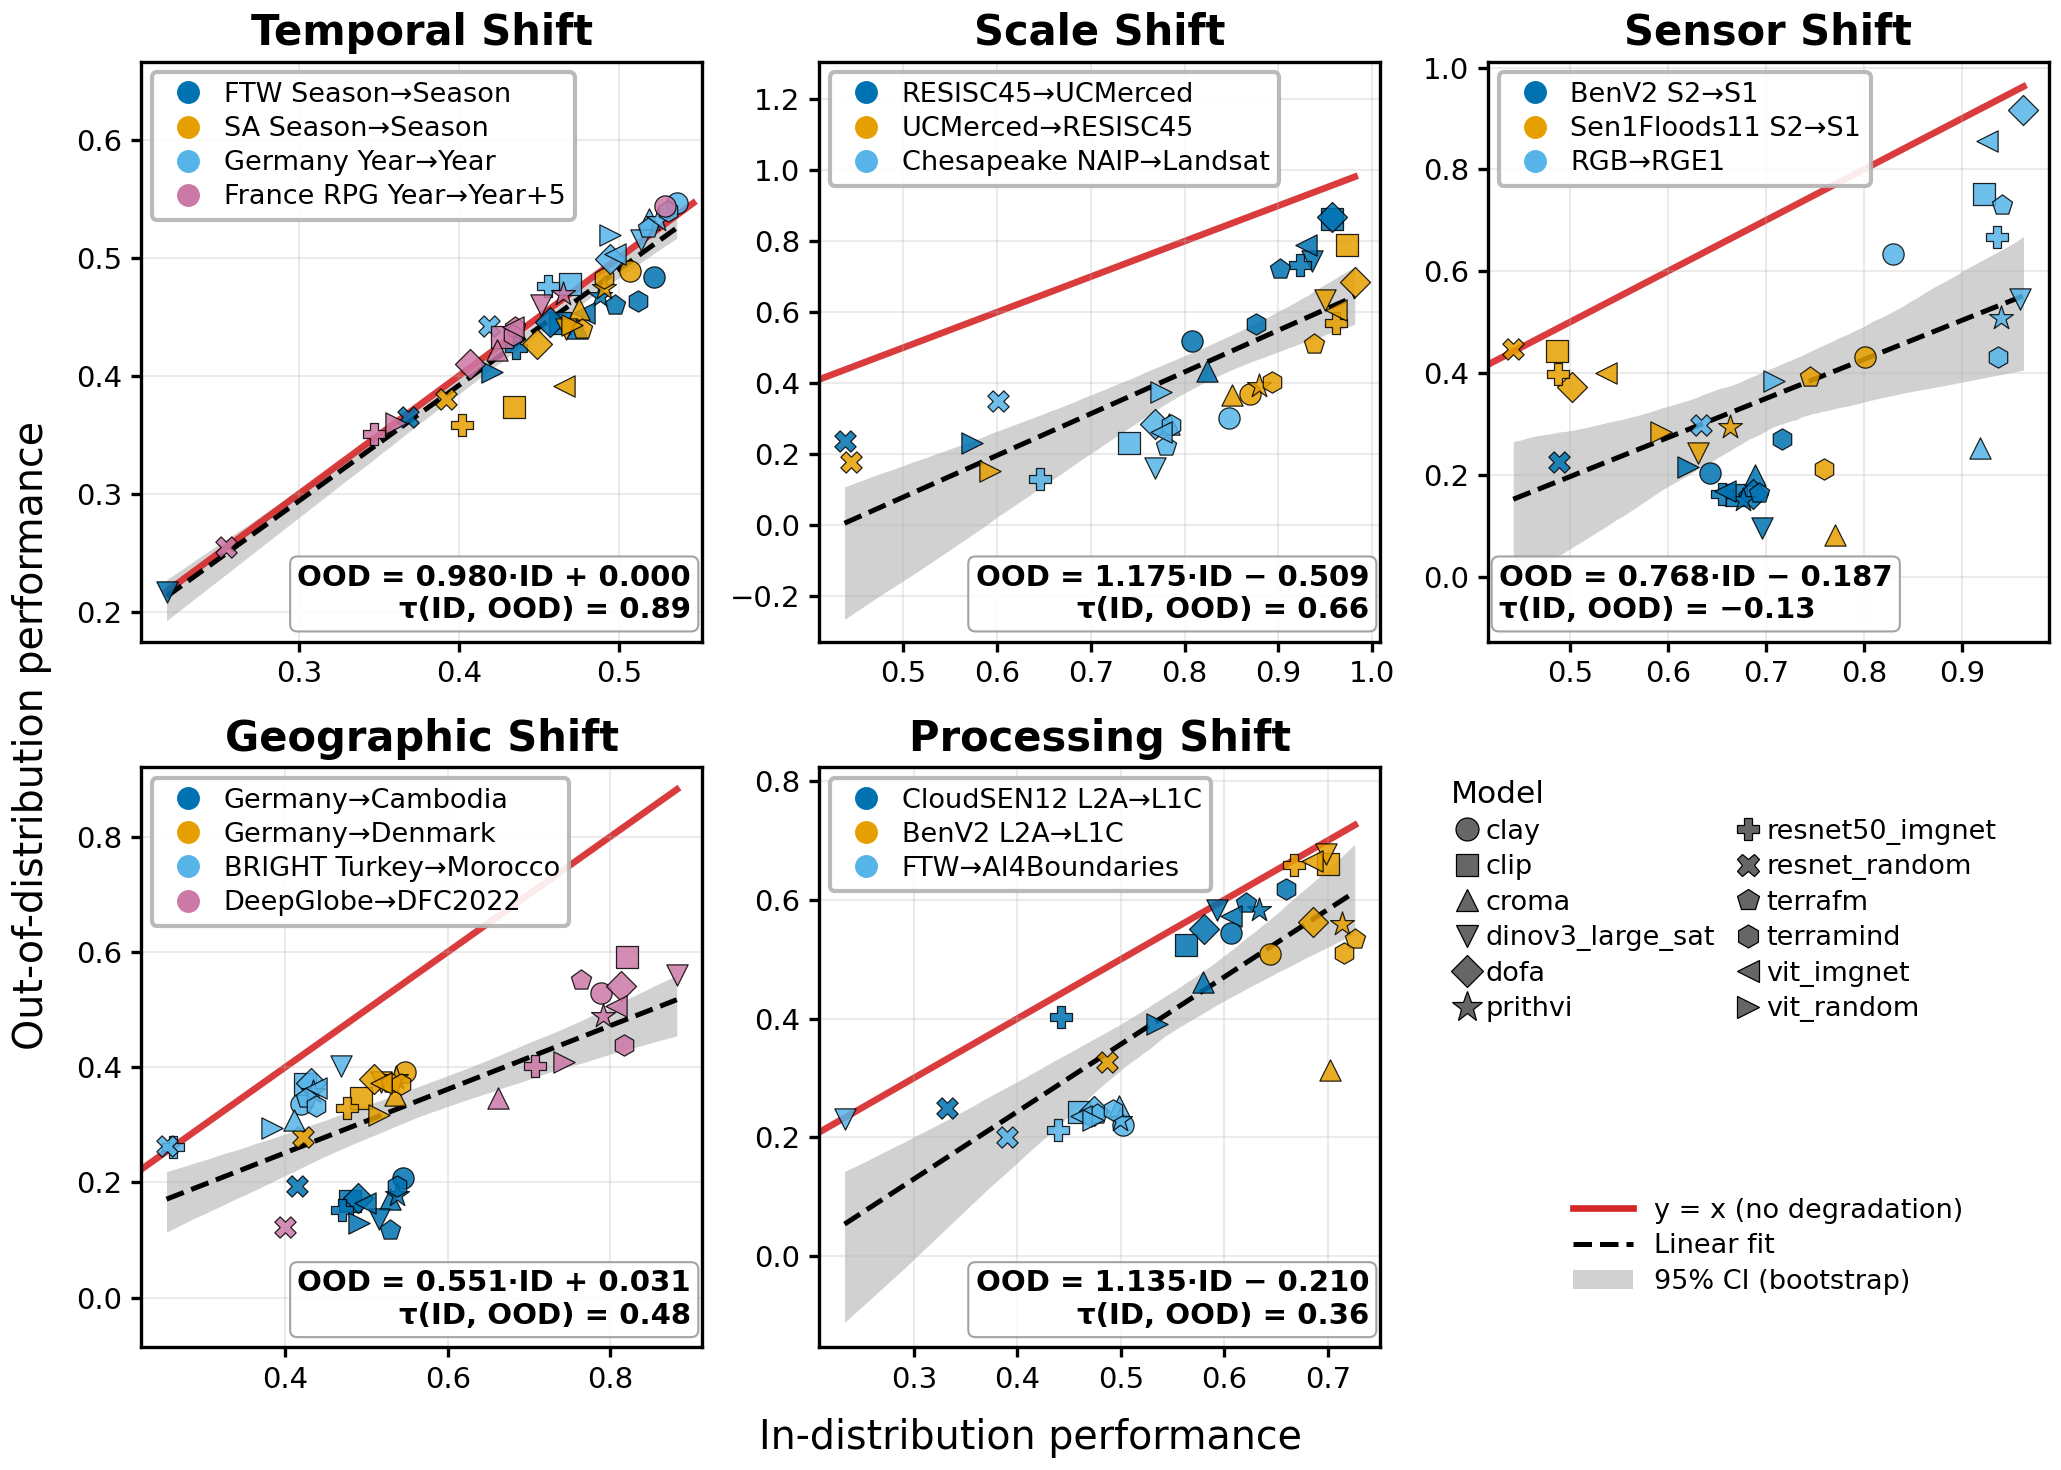 Temporal Shift
FTW Season→Season
SA Season→Season
Germany Year→Year
France RPG Year→Year+5
0.6
0.5
0.4
0.3
0.2
OOD = 0.980·ID + 0.000
τ(ID, OOD) = 0.89
0.3
0.4
0.5
Scale Shift
RESISC45→UCMerced
UCMerced→RESISC45
Chesapeake NAIP→Landsat
1.2
1.0
0.8
0.6
0.4
0.2
0.0
−0.2
OOD = 1.175·ID − 0.509
τ(ID, OOD) = 0.66
0.5
0.6
0.7
0.8
0.9
1.0
Sensor Shift
BenV2 S2→S1
Sen1Floods11 S2→S1
RGB→RGE1
1.0
0.8
0.6
0.4
0.2
0.0
OOD = 0.768·ID − 0.187
τ(ID, OOD) = −0.13
0.5
0.6
0.7
0.8
0.9
Out-of-distribution performance
Geographic Shift
Germany→Cambodia
Germany→Denmark
BRIGHT Turkey→Morocco
DeepGlobe→DFC2022
0.8
0.6
0.4
0.2
0.0
OOD = 0.551·ID + 0.031
τ(ID, OOD) = 0.48
0.4
0.6
0.8
Processing Shift
CloudSEN12 L2A→L1C
BenV2 L2A→L1C
FTW→AI4Boundaries
0.8
0.6
0.4
0.2
0.0
OOD = 1.135·ID − 0.210
τ(ID, OOD) = 0.36
0.3
0.4
0.5
0.6
0.7
Model
clay
clip
croma
dinov3_large_sat
dofa
prithvi
resnet50_imgnet
resnet_random
terrafm
terramind
vit_imgnet
vit_random
y = x (no degradation)
Linear fit
95% CI (bootstrap)
In-distribution performance